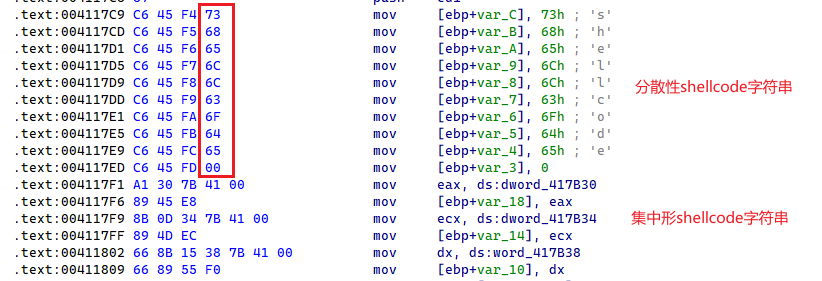 push edi
.text:004117C9 C6 45 F4 73 mov [ebp+var_C], 73h ; 's'
.text:004117CD C6 45 F5 68 mov [ebp+var_B], 68h ; 'h'
.text:004117D1 C6 45 F6 65 mov [ebp+var_A], 65h ; 'e'
.text:004117D5 C6 45 F7 6C mov [ebp+var_9], 6Ch ; 'l'
.text:004117D9 C6 45 F8 6C mov [ebp+var_8], 6Ch ; 'l'
分散性shellcode字符串
.text:004117DD C6 45 F9 63 mov [ebp+var_7], 63h ; 'c'
.text:004117E1 C6 45 FA 6F mov [ebp+var_6], 6Fh ; 'o'
.text:004117E5 C6 45 FB 64 mov [ebp+var_5], 64h ; 'd'
.text:004117E9 C6 45 FC 65 mov [ebp+var_4], 65h ; 'e'
.text:004117ED C6 45 FD 00 mov [ebp+var_3], 0
.text:004117F1 A1 30 7B 41 00 mov eax, ds:dword_417B30
.text:004117F6 89 45 E8 mov [ebp+var_18], eax
.text:004117F9 8B 0D 34 7B 41 00 mov ecx, ds:dword_417B34
集中形shellcode字符串
.text:004117FF 89 4D EC mov [ebp+var_14], ecx
.text:00411802 66 8B 15 38 7B 41 00 mov dx, ds:word_417B38
.text:00411809 66 89 55 F0 mov [ebp+var_10], dx